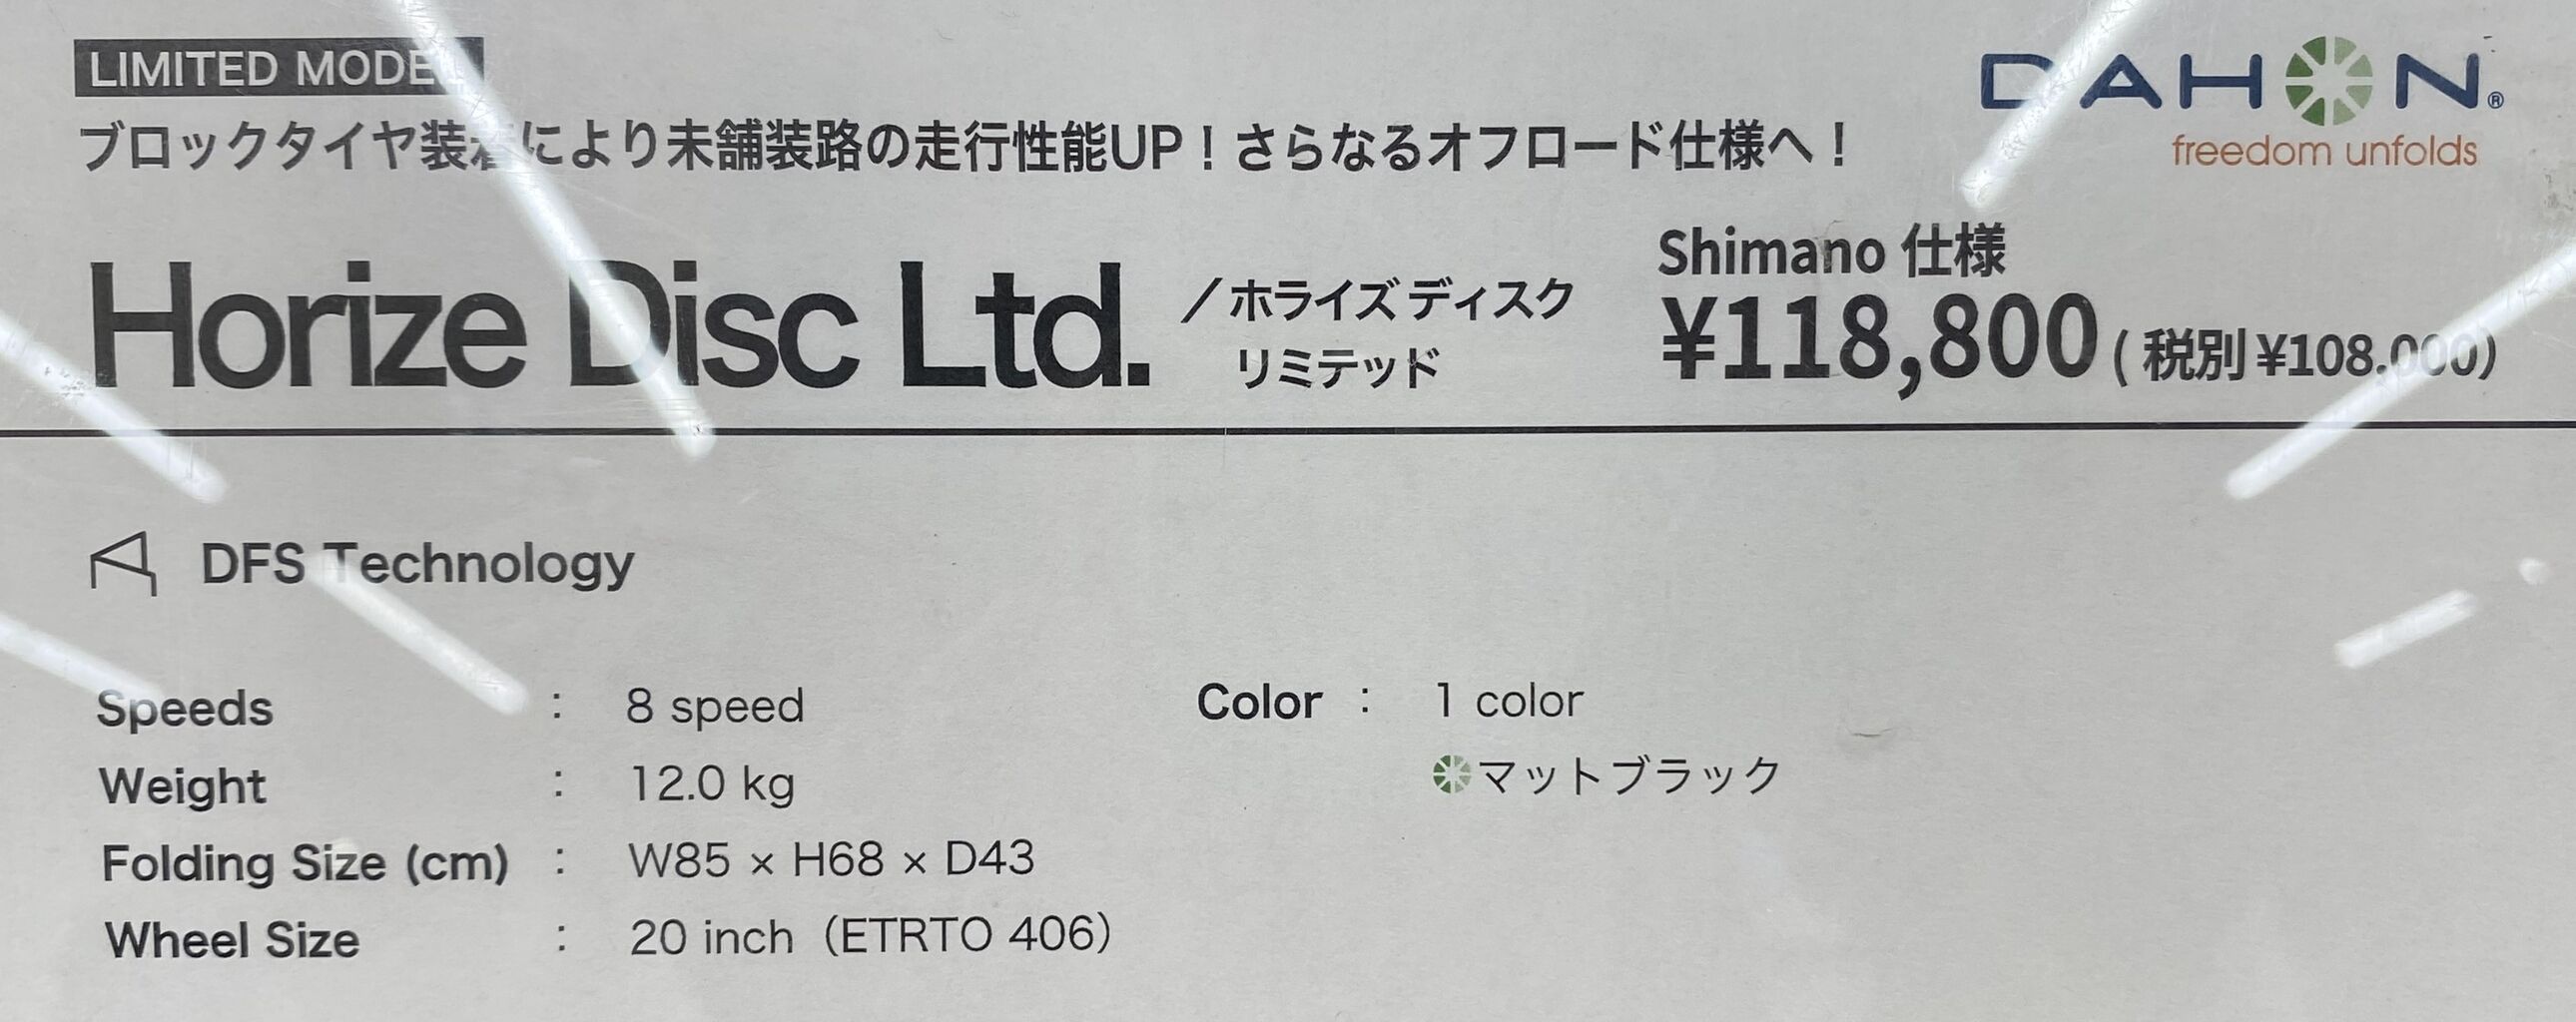 LIMITED MODEL
DAHON®
freedom unfolds
ブロックタイヤ装着により未舗装路の走行性能UP！さらなるオフロード仕様へ！
Horize Disc Ltd. ／ホライズ ディスク
リミテッド
Shimano 仕様
¥118,800 ( 税別 ¥108.000)
DFS Technology
Speeds : 8 speed
Weight : 12.0 kg
Folding Size (cm) : W85 × H68 × D43
Wheel Size : 20 inch（ETRTO 406）
Color : 1 color
マットブラック